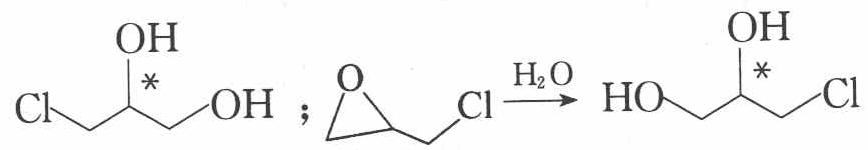 OH
*
Cl OH ; O Cl H₂O OH
*
HO Cl